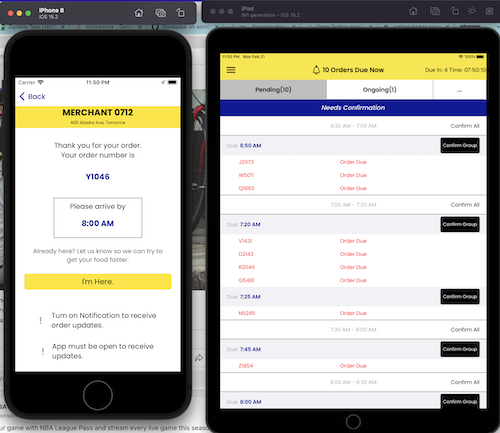 iPhone 8
iOS 15.2
Carrier
11:50 PM
Back
MERCHANT 0712
Thank you for your order.
Your order number is
Y1046
Please arrive by
8:00 AM
Already here? Let us know so we can try to
get your food faster.
I'm Here.
! Turn on Notification to receive
order updates.
! App must be open to receive
updates.
iPad
9th generation – iOS 15.2
11:50 PM Mon Feb 21
100%
10 Orders Due Now
Due In: 4 Time: 07:50:10
Pending(10)
Ongoing(1)
...
Needs Confirmation
6:30 AM - 7:00 AM Confirm All
Due: 6:50 AM Confirm Group
J2973 Order Due
W5011 Order Due
Q1963 Order Due
7:00 AM - 7:30 AM Confirm All
Due: 7:20 AM Confirm Group
V1431 Order Due
D2143 Order Due
R2046 Order Due
G5481 Order Due
Due: 7:25 AM Confirm Group
N5245 Order Due
7:30 AM - 8:00 AM Confirm All
Due: 7:45 AM Confirm Group
Z1854 Order Due
8:00 AM - 8:30 AM Confirm All
Due: 8:00 AM Confirm Group
ur game with NBA League Pass and stream every live game this seaso